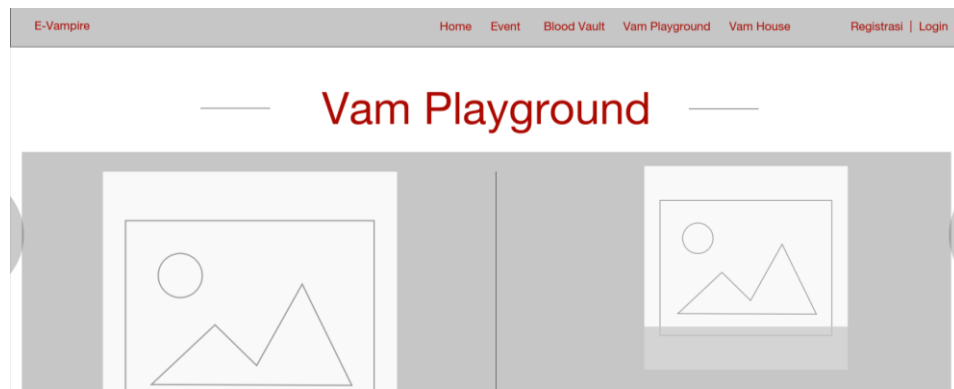 E-Vampire Home Event Blood Vault Vam Playground Vam House Registrasi | Login
Vam Playground